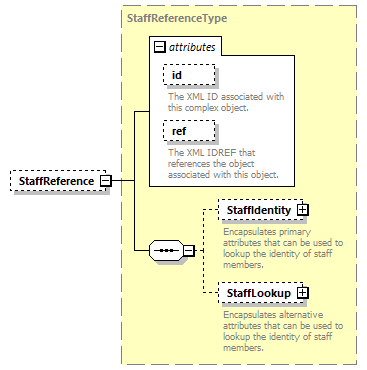 StaffReferenceType
attributes
id
The XML ID associated with
this complex object.
ref
The XML IDREF that
references the object
associated with this object.
StaffReference
StaffIdentity
Encapsulates primary
attributes that can be used to
lookup the identity of staff
members.
StaffLookup
Encapsulates alternative
attributes that can be used to
lookup the identity of staff
members.